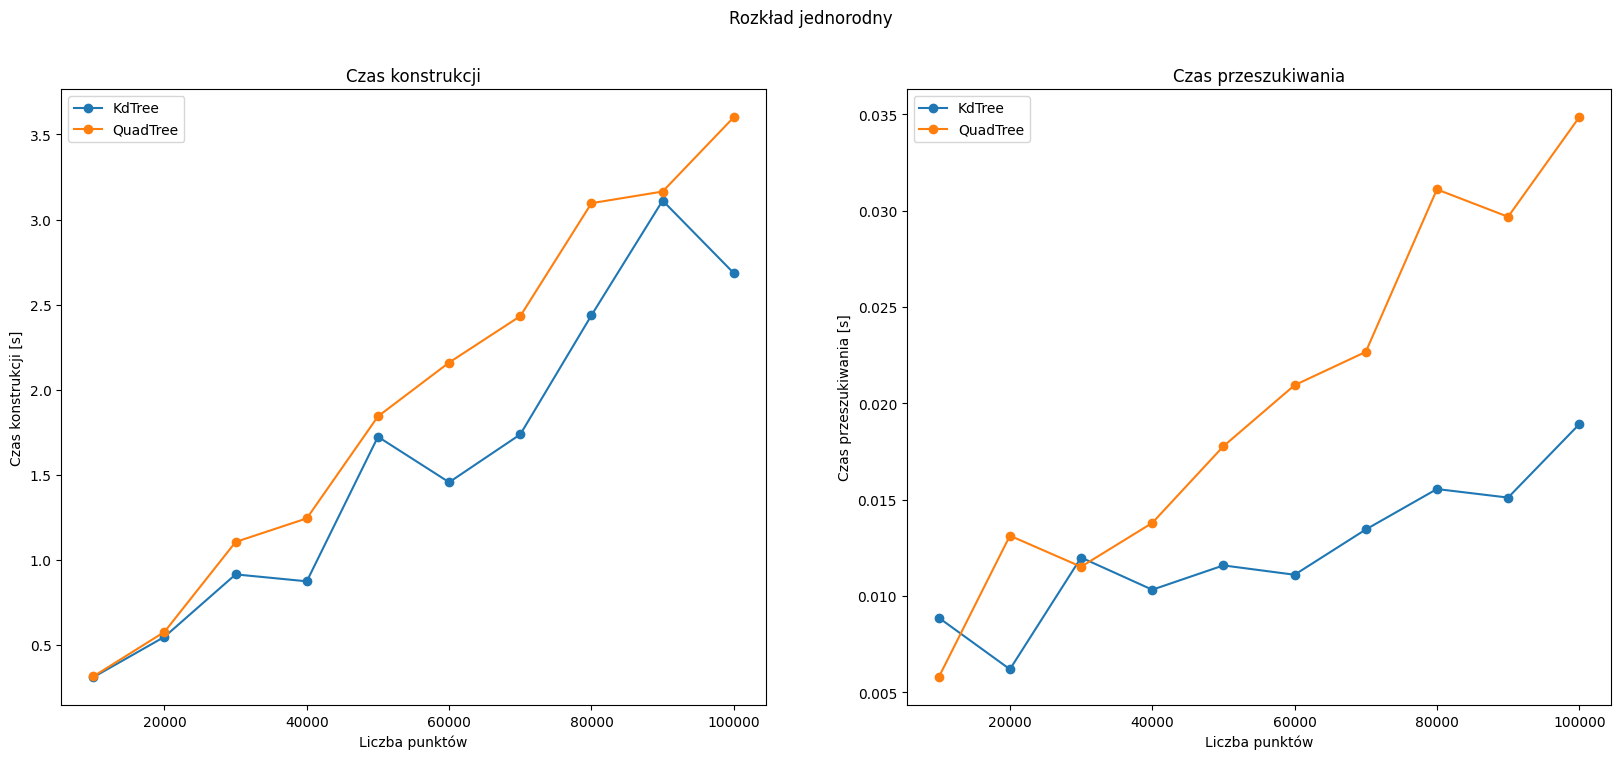 Rozkład jednorodny
Czas konstrukcji
KdTree
QuadTree
3.5
3.0
2.5
2.0
1.5
1.0
0.5
Czas konstrukcji [s]
20000 40000 60000 80000 100000
Liczba punktów
Czas przeszukiwania
KdTree
QuadTree
0.035
0.030
0.025
0.020
0.015
0.010
0.005
Czas przeszukiwania [s]
20000 40000 60000 80000 100000
Liczba punktów